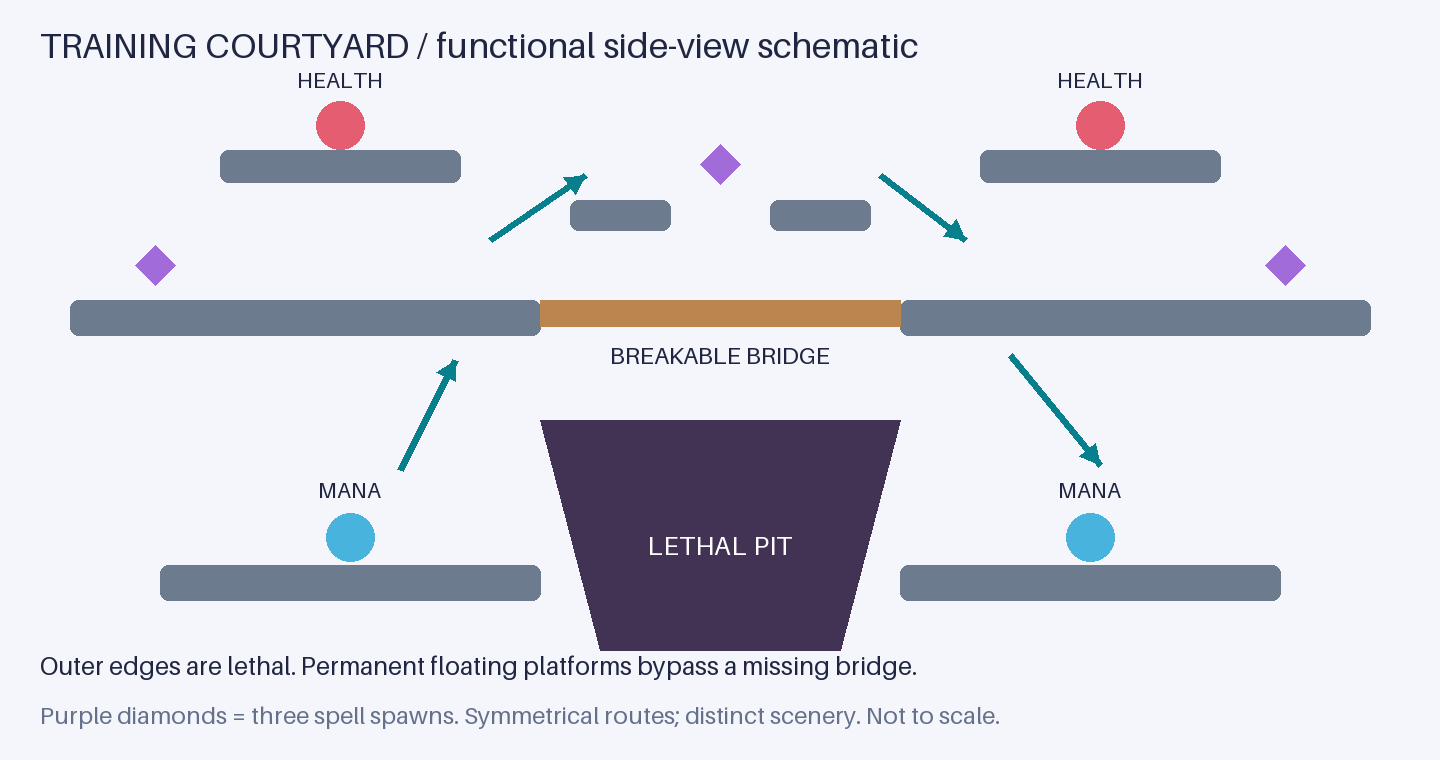 TRAINING COURTYARD / functional side-view schematic
HEALTH
HEALTH
BREAKABLE BRIDGE
MANA
MANA
LETHAL PIT
Outer edges are lethal. Permanent floating platforms bypass a missing bridge.
Purple diamonds = three spell spawns. Symmetrical routes; distinct scenery. Not to scale.